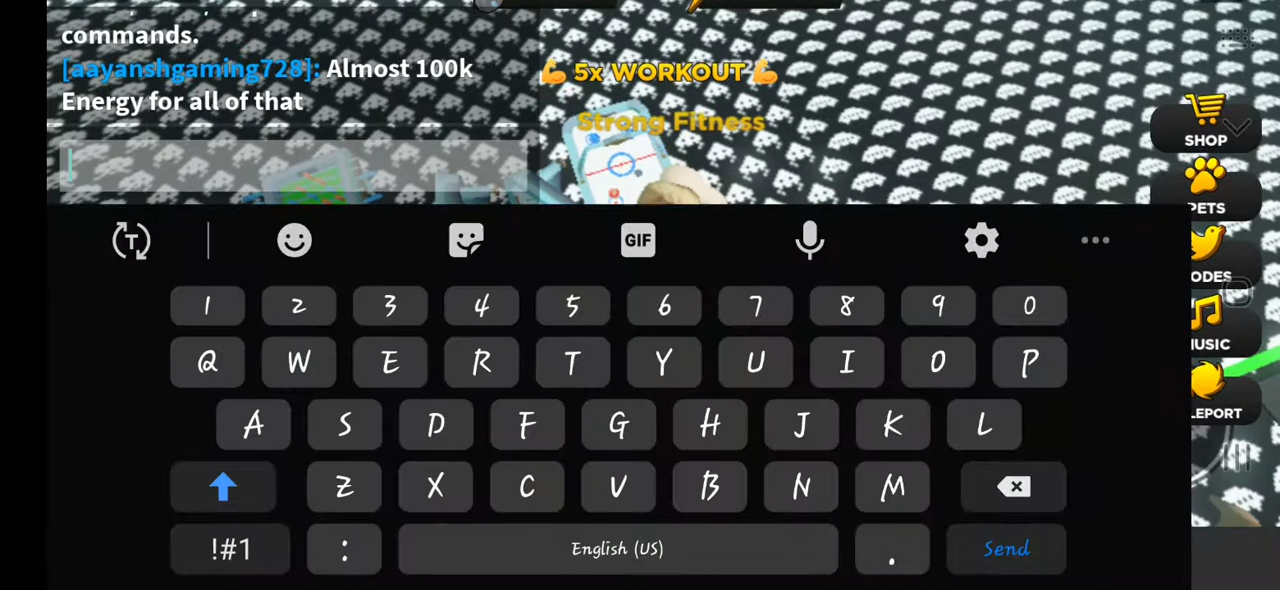 commands.
[aayanshgaming728]: Almost 100k
Energy for all of that
💪 5x WORKOUT 💪
Strong Fitness
SHOP
PETS
ODES
USIC
LEPORT
T
GIF
1 2 3 4 5 6 7 8 9 0
Q W E R T Y U I O P
A S D F G H J K L
Z X C V B N M
!#1 : English (US) . Send